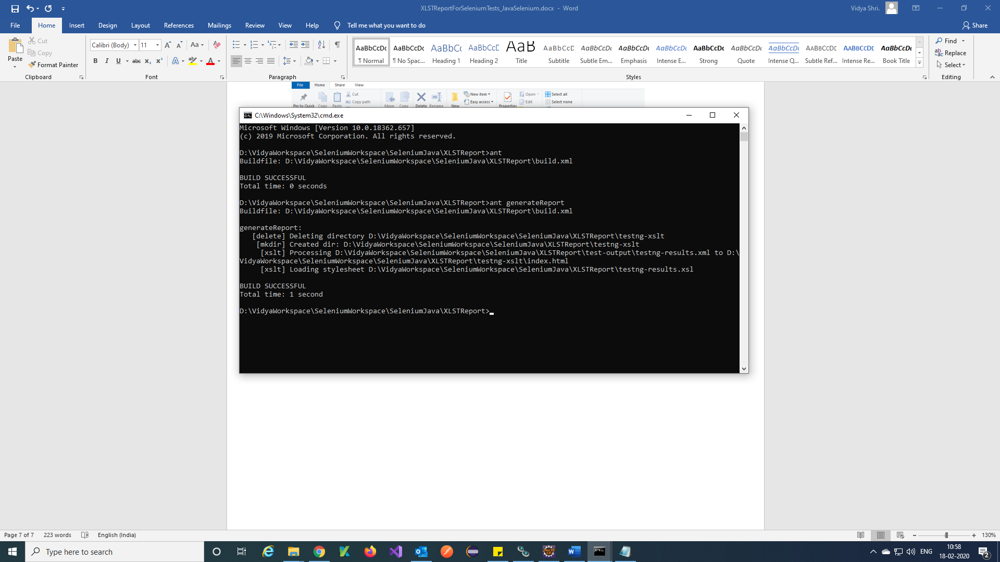 XLSTReportForSeleniumTests_JavaSelenium.docx - Word
Vidya Shri.
File Home Insert Design Layout References Mailings Review View Help Tell me what you want to do Share
Paste
Cut
Copy
Format Painter
Clipboard
Calibri (Body) 11
Font
Paragraph
AaBbCcDc AaBbCcDc AaBbCc AaBbCcD AaB AaBbCcD AaBbCcDc AaBbCcDc AaBbCcDc AaBbCcDc AaBbCcDc AaBbCcDc AABBCCDD AABBCCDD AaBbCcDc
¶ Normal ¶ No Spac... Heading 1 Heading 2 Title Subtitle Subtle Em... Emphasis Intense E... Strong Quote Intense Q... Subtle Ref... Intense Re... Book Title
Styles
Find
Replace
Select
Editing
File Home Share View
Pin to Quick Copy Paste
Cut
Copy path
Move Copy Delete Rename New
New item
Easy access
Properties
Open
Edit
Select all
Select none
C:\Windows\System32\cmd.exe
Microsoft Windows [Version 10.0.18362.657]
(c) 2019 Microsoft Corporation. All rights reserved.
D:\VidyaWorkspace\SeleniumWorkspace\SeleniumJava\XLSTReport>ant
Buildfile: D:\VidyaWorkspace\SeleniumWorkspace\SeleniumJava\XLSTReport\build.xml
BUILD SUCCESSFUL
Total time: 0 seconds
D:\VidyaWorkspace\SeleniumWorkspace\SeleniumJava\XLSTReport>ant generateReport
Buildfile: D:\VidyaWorkspace\SeleniumWorkspace\SeleniumJava\XLSTReport\build.xml
generateReport:
[delete] Deleting directory D:\VidyaWorkspace\SeleniumWorkspace\SeleniumJava\XLSTReport\testng-xslt
[mkdir] Created dir: D:\VidyaWorkspace\SeleniumWorkspace\SeleniumJava\XLSTReport\testng-xslt
[xslt] Processing D:\VidyaWorkspace\SeleniumWorkspace\SeleniumJava\XLSTReport\test-output\testng-results.xml to D:\
VidyaWorkspace\SeleniumWorkspace\SeleniumJava\XLSTReport\testng-xslt\index.html
[xslt] Loading stylesheet D:\VidyaWorkspace\SeleniumWorkspace\SeleniumJava\XLSTReport\testng-results.xsl
BUILD SUCCESSFUL
Total time: 1 second
D:\VidyaWorkspace\SeleniumWorkspace\SeleniumJava\XLSTReport>
Page 7 of 7 223 words English (India) 130%
Type here to search
ENG
10:58
18-02-2020
2